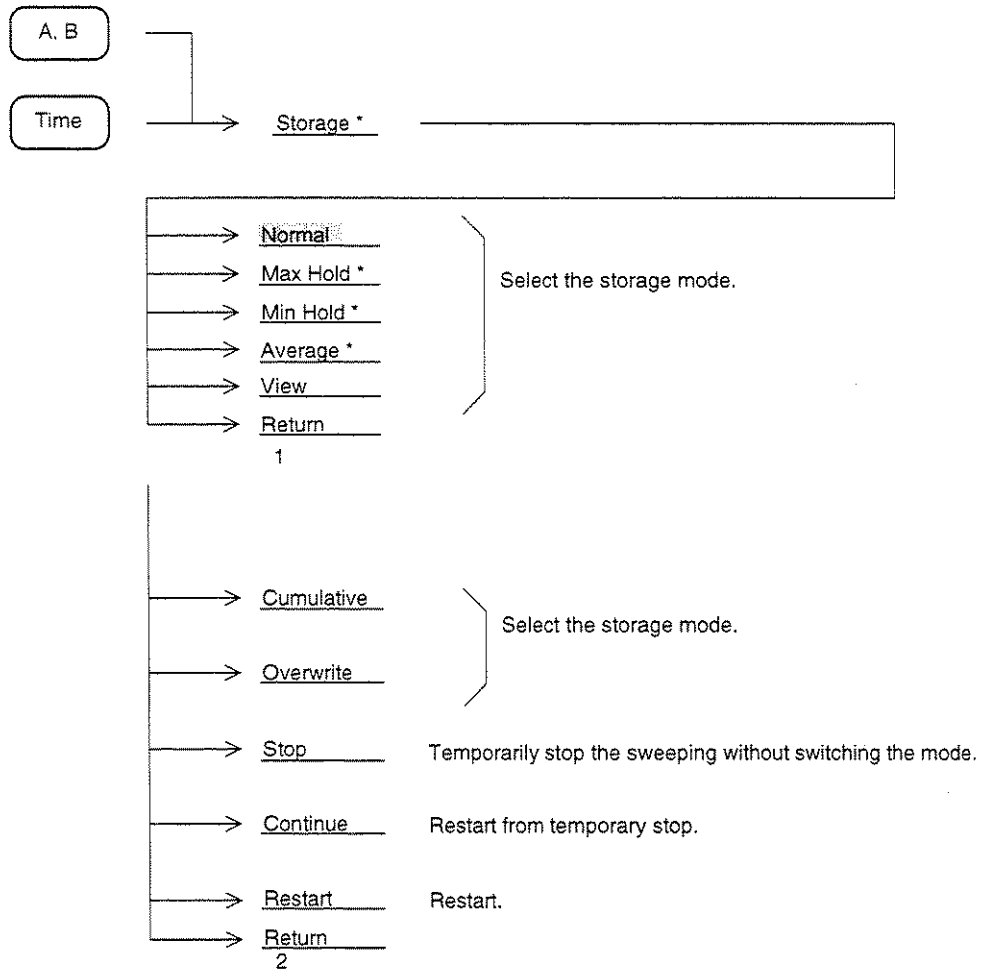 A, B
Time
Storage *
Normal
Max Hold *
Select the storage mode.
Min Hold *
Average *
View
Return
1
Cumulative
Select the storage mode.
Overwrite
Stop Temporarily stop the sweeping without switching the mode.
Continue Restart from temporary stop.
Restart Restart.
Return
2